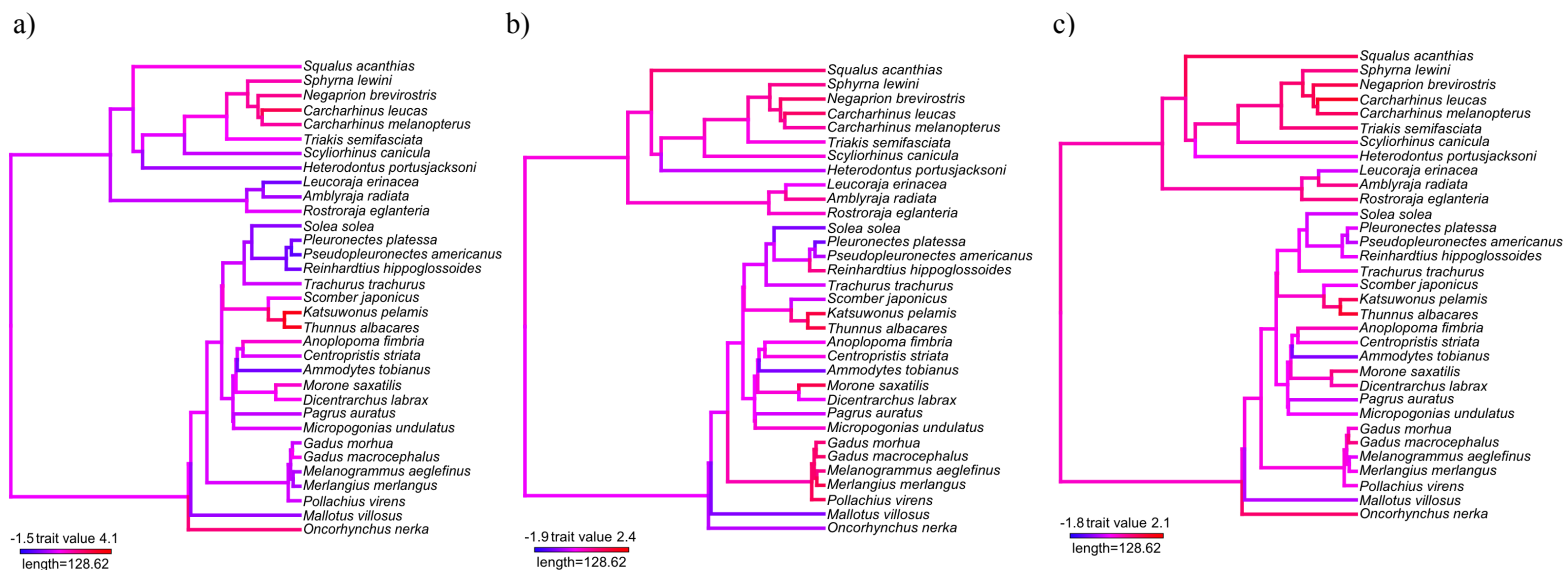 a)
Squalus acanthias
Sphyrna lewini
Negaprion brevirostris
Carcharhinus leucas
Carcharhinus melanopterus
Triakis semifasciata
Scyliorhinus canicula
Heterodontus portusjacksoni
Leucoraja erinacea
Amblyraja radiata
Rostroraja eglanteria
Solea solea
Pleuronectes platessa
Pseudopleuronectes americanus
Reinhardtius hippoglossoides
Trachurus trachurus
Scomber japonicus
Katsuwonus pelamis
Thunnus albacares
Anoplopoma fimbria
Centropristis striata
Ammodytes tobianus
Morone saxatilis
Dicentrarchus labrax
Pagrus auratus
Micropogonias undulatus
Gadus morhua
Gadus macrocephalus
Melanogrammus aeglefinus
Merlangius merlangus
Pollachius virens
Mallotus villosus
Oncorhynchus nerka
-1.5 trait value 4.1
length=128.62
b)
Squalus acanthias
Sphyrna lewini
Negaprion brevirostris
Carcharhinus leucas
Carcharhinus melanopterus
Triakis semifasciata
Scyliorhinus canicula
Heterodontus portusjacksoni
Leucoraja erinacea
Amblyraja radiata
Rostroraja eglanteria
Solea solea
Pleuronectes platessa
Pseudopleuronectes americanus
Reinhardtius hippoglossoides
Trachurus trachurus
Scomber japonicus
Katsuwonus pelamis
Thunnus albacares
Anoplopoma fimbria
Centropristis striata
Ammodytes tobianus
Morone saxatilis
Dicentrarchus labrax
Pagrus auratus
Micropogonias undulatus
Gadus morhua
Gadus macrocephalus
Melanogrammus aeglefinus
Merlangius merlangus
Pollachius virens
Mallotus villosus
Oncorhynchus nerka
-1.9 trait value 2.4
length=128.62
c)
Squalus acanthias
Sphyrna lewini
Negaprion brevirostris
Carcharhinus leucas
Carcharhinus melanopterus
Triakis semifasciata
Scyliorhinus canicula
Heterodontus portusjacksoni
Leucoraja erinacea
Amblyraja radiata
Rostroraja eglanteria
Solea solea
Pleuronectes platessa
Pseudopleuronectes americanus
Reinhardtius hippoglossoides
Trachurus trachurus
Scomber japonicus
Katsuwonus pelamis
Thunnus albacares
Anoplopoma fimbria
Centropristis striata
Ammodytes tobianus
Morone saxatilis
Dicentrarchus labrax
Pagrus auratus
Micropogonias undulatus
Gadus morhua
Gadus macrocephalus
Melanogrammus aeglefinus
Merlangius merlangus
Pollachius virens
Mallotus villosus
Oncorhynchus nerka
-1.8 trait value 2.1
length=128.62